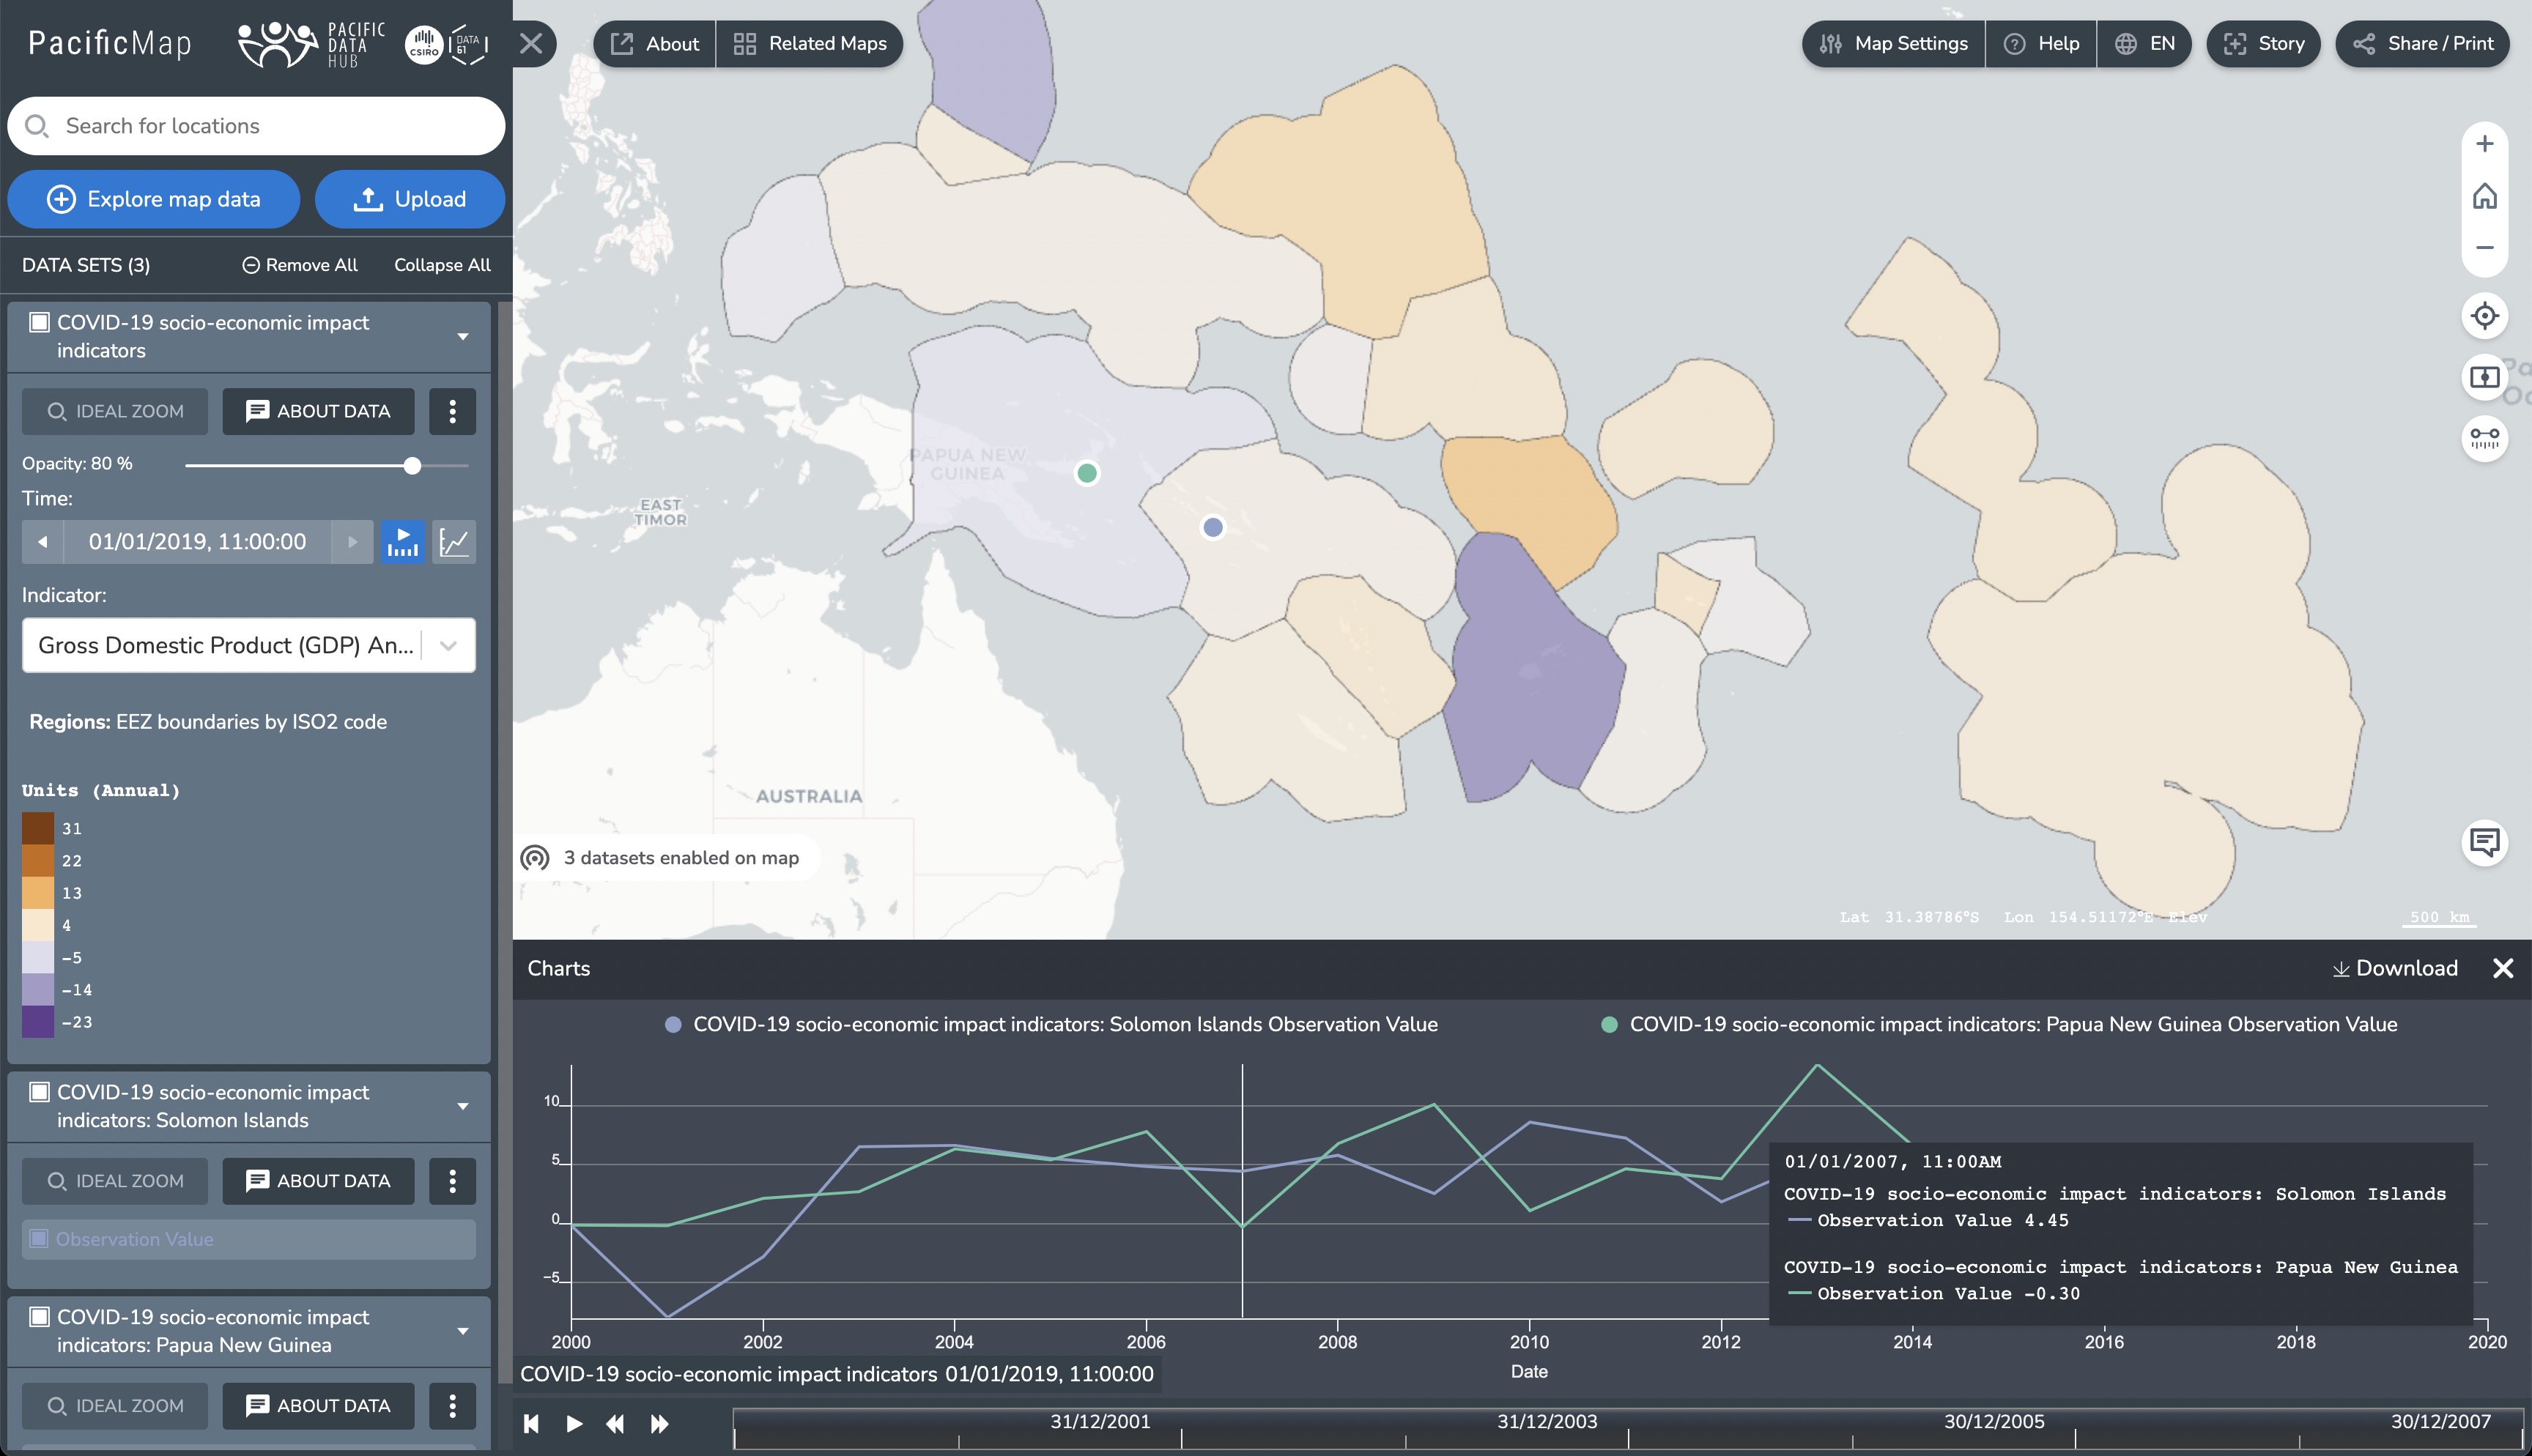 PacificMap
PACIFIC
DATA
HUB
CSIRO
DATA
61
Search for locations
Explore map data
Upload
DATA SETS (3)
Remove All
Collapse All
COVID-19 socio-economic impact
indicators
IDEAL ZOOM
ABOUT DATA
Opacity: 80 %
Time:
01/01/2019, 11:00:00
Indicator:
Gross Domestic Product (GDP) An...
Regions: EEZ boundaries by ISO2 code
Units (Annual)
31
22
13
4
-5
-14
-23
COVID-19 socio-economic impact
indicators: Solomon Islands
IDEAL ZOOM
ABOUT DATA
Observation Value
COVID-19 socio-economic impact
indicators: Papua New Guinea
IDEAL ZOOM
ABOUT DATA
About
Related Maps
Map Settings
Help
EN
Story
Share / Print
PAPUA NEW
GUINEA
EAST
TIMOR
AUSTRALIA
Pa
Oc
3 datasets enabled on map
Lat 31.38786°S Lon 154.51172°E Elev
500 km
Charts
Download
COVID-19 socio-economic impact indicators: Solomon Islands Observation Value
COVID-19 socio-economic impact indicators: Papua New Guinea Observation Value
10
5
0
-5
01/01/2007, 11:00AM
COVID-19 socio-economic impact indicators: Solomon Islands
Observation Value 4.45
COVID-19 socio-economic impact indicators: Papua New Guinea
Observation Value -0.30
2000 2002 2004 2006 2008 2010 2012 2014 2016 2018 2020
Date
COVID-19 socio-economic impact indicators 01/01/2019, 11:00:00
31/12/2001 31/12/2003 30/12/2005 30/12/2007